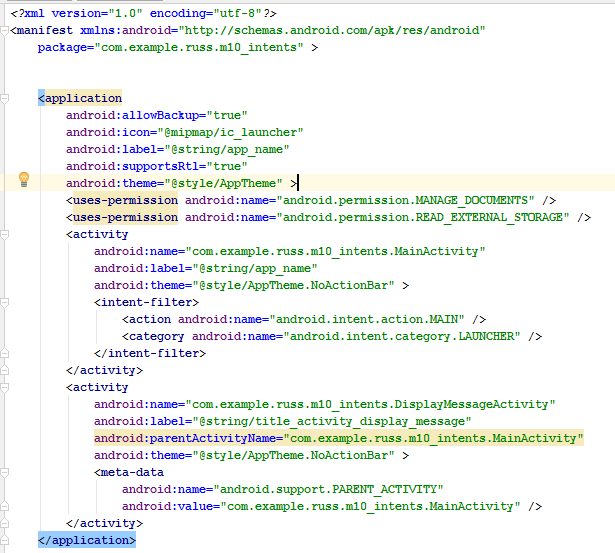 <?xml version="1.0" encoding="utf-8"?>
<manifest xmlns:android="http://schemas.android.com/apk/res/android"
    package="com.example.russ.m10_intents" >
    <application
        android:allowBackup="true"
        android:icon="@mipmap/ic_launcher"
        android:label="@string/app_name"
        android:supportsRtl="true"
        android:theme="@style/AppTheme" >
        <uses-permission android:name="android.permission.MANAGE_DOCUMENTS" />
        <uses-permission android:name="android.permission.READ_EXTERNAL_STORAGE" />
        <activity
            android:name="com.example.russ.m10_intents.MainActivity"
            android:label="@string/app_name"
            android:theme="@style/AppTheme.NoActionBar" >
            <intent-filter>
                <action android:name="android.intent.action.MAIN" />
                <category android:name="android.intent.category.LAUNCHER" />
            </intent-filter>
        </activity>
        <activity
            android:name="com.example.russ.m10_intents.DisplayMessageActivity"
            android:label="@string/title_activity_display_message"
            android:parentActivityName="com.example.russ.m10_intents.MainActivity"
            android:theme="@style/AppTheme.NoActionBar" >
            <meta-data
                android:name="android.support.PARENT_ACTIVITY"
                android:value="com.example.russ.m10_intents.MainActivity" />
        </activity>
    </application>